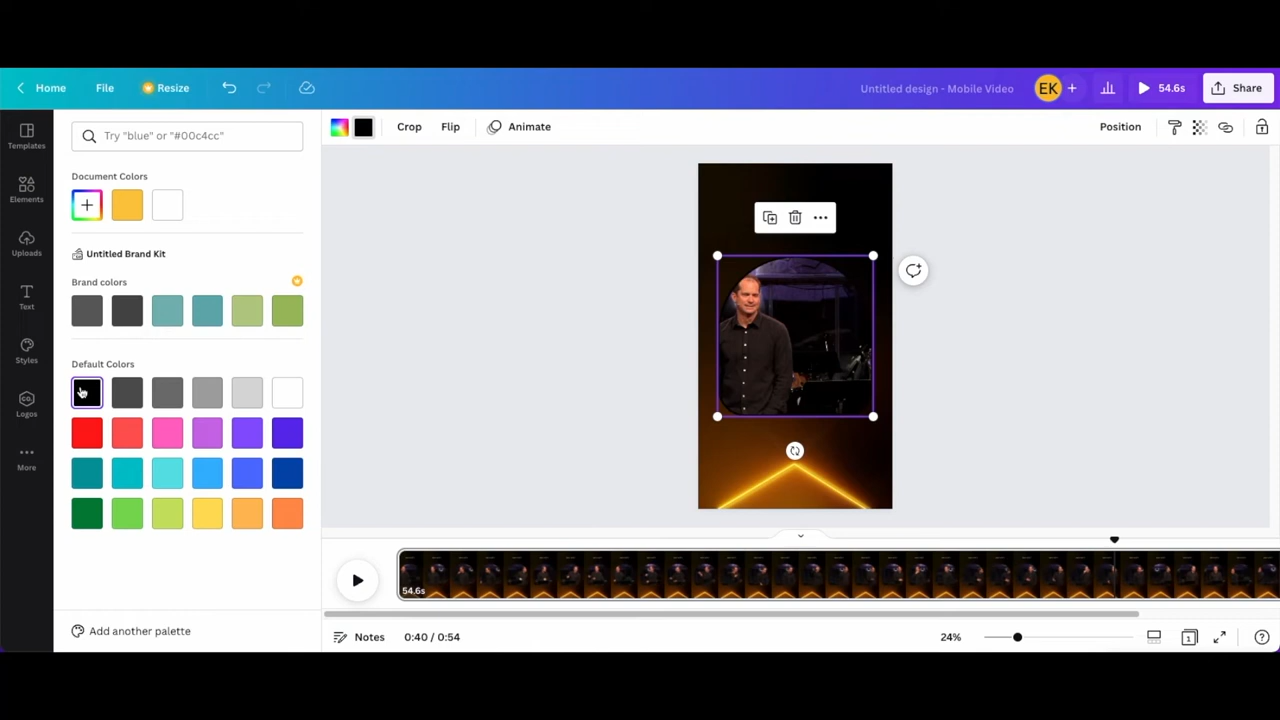 Home File Resize Untitled design - Mobile Video EK + 54.6s Share
Templates
Elements
Uploads
Text
Styles
CO.
Logos
More
Try "blue" or "#00c4cc"
Document Colors
Untitled Brand Kit
Brand colors
Default Colors
Add another palette
Crop Flip Animate Position
54.6s
Notes 0:40 / 0:54 24% 1 ?